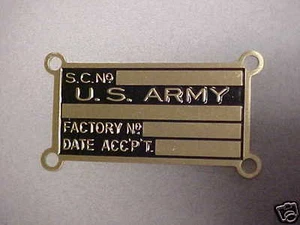 S.C.Nº
U.S. ARMY
FACTORY Nº
DATE ACC'P'T.